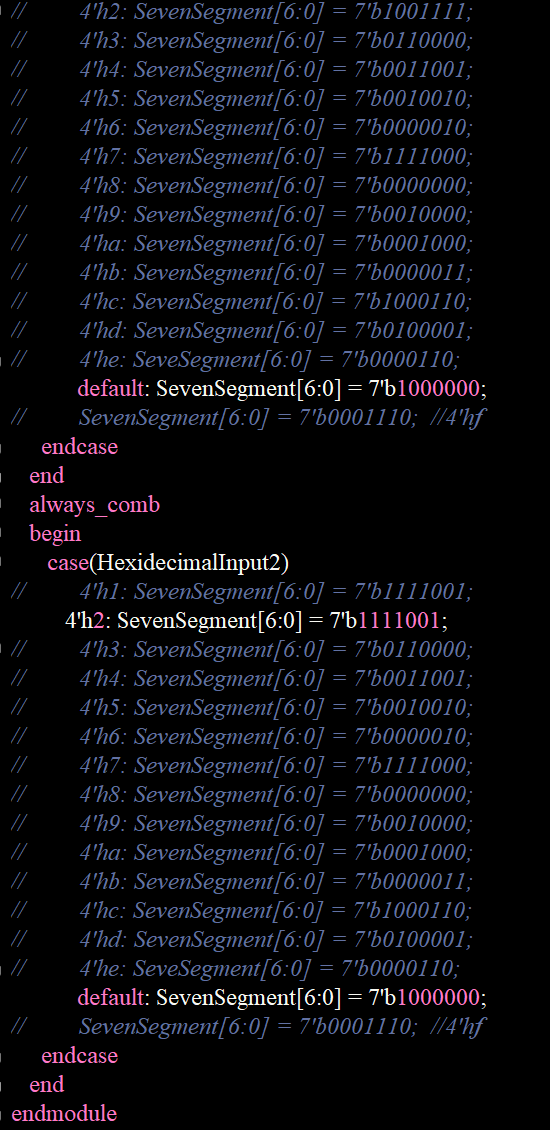 //         4'h2: SevenSegment[6:0] = 7'b1001111;
//         4'h3: SevenSegment[6:0] = 7'b0110000;
//         4'h4: SevenSegment[6:0] = 7'b0011001;
//         4'h5: SevenSegment[6:0] = 7'b0010010;
//         4'h6: SevenSegment[6:0] = 7'b0000010;
//         4'h7: SevenSegment[6:0] = 7'b1111000;
//         4'h8: SevenSegment[6:0] = 7'b0000000;
//         4'h9: SevenSegment[6:0] = 7'b0010000;
//         4'ha: SevenSegment[6:0] = 7'b0001000;
//         4'hb: SevenSegment[6:0] = 7'b0000011;
//         4'hc: SevenSegment[6:0] = 7'b1000110;
//         4'hd: SevenSegment[6:0] = 7'b0100001;
//         4'he: SeveSegment[6:0] = 7'b0000110;
           default: SevenSegment[6:0] = 7'b1000000;
//         SevenSegment[6:0] = 7'b0001110;  //4'hf
     endcase
   end
   always_comb
   begin
      case(HexidecimalInput2)
//         4'h1: SevenSegment[6:0] = 7'b1111001;
         4'h2: SevenSegment[6:0] = 7'b1111001;
//         4'h3: SevenSegment[6:0] = 7'b0110000;
//         4'h4: SevenSegment[6:0] = 7'b0011001;
//         4'h5: SevenSegment[6:0] = 7'b0010010;
//         4'h6: SevenSegment[6:0] = 7'b0000010;
//         4'h7: SevenSegment[6:0] = 7'b1111000;
//         4'h8: SevenSegment[6:0] = 7'b0000000;
//         4'h9: SevenSegment[6:0] = 7'b0010000;
//         4'ha: SevenSegment[6:0] = 7'b0001000;
//         4'hb: SevenSegment[6:0] = 7'b0000011;
//         4'hc: SevenSegment[6:0] = 7'b1000110;
//         4'hd: SevenSegment[6:0] = 7'b0100001;
//         4'he: SeveSegment[6:0] = 7'b0000110;
           default: SevenSegment[6:0] = 7'b1000000;
//         SevenSegment[6:0] = 7'b0001110;  //4'hf
     endcase
   end
endmodule